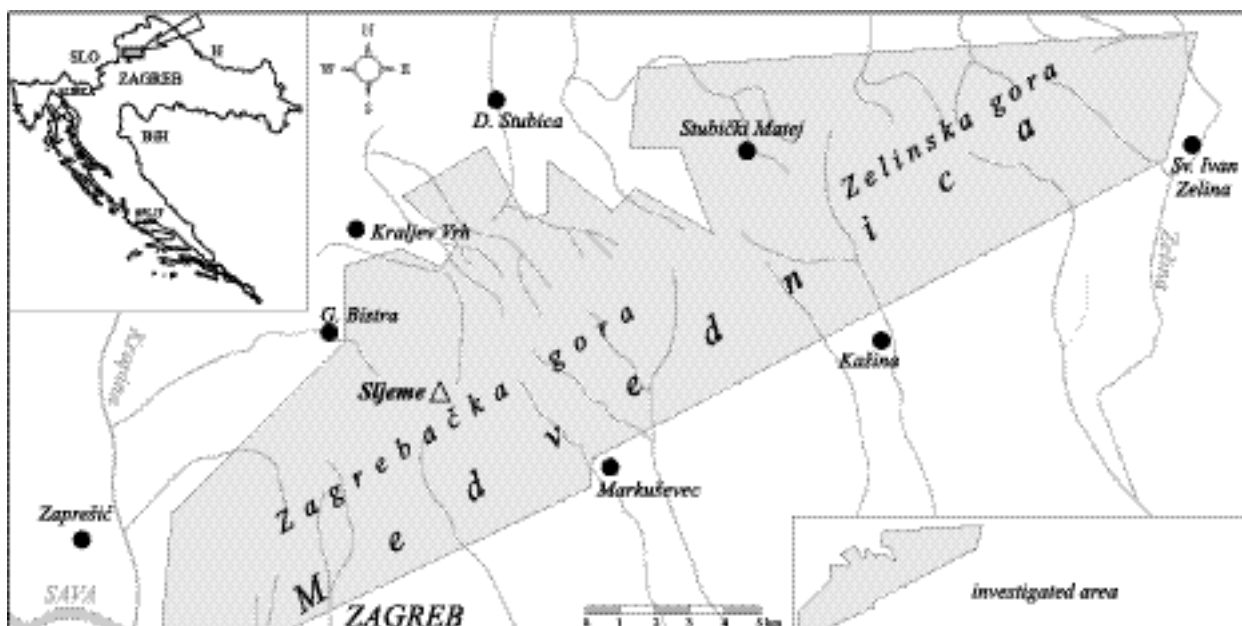 SLO
H
ZAGREB
BIH
SPLIT
N
W
E
S
D. Stubica
Stubički Matej
Zelinska gora
Sv. Ivan
Zelina
Kraljev Vrh
G. Bistra
Krapina
Zelina
Sljeme
Zagrebačka gora
Medvednica
Kašina
Markuševec
Zaprešić
SAVA
ZAGREB
0 1 2 3 4 5 km
investigated area